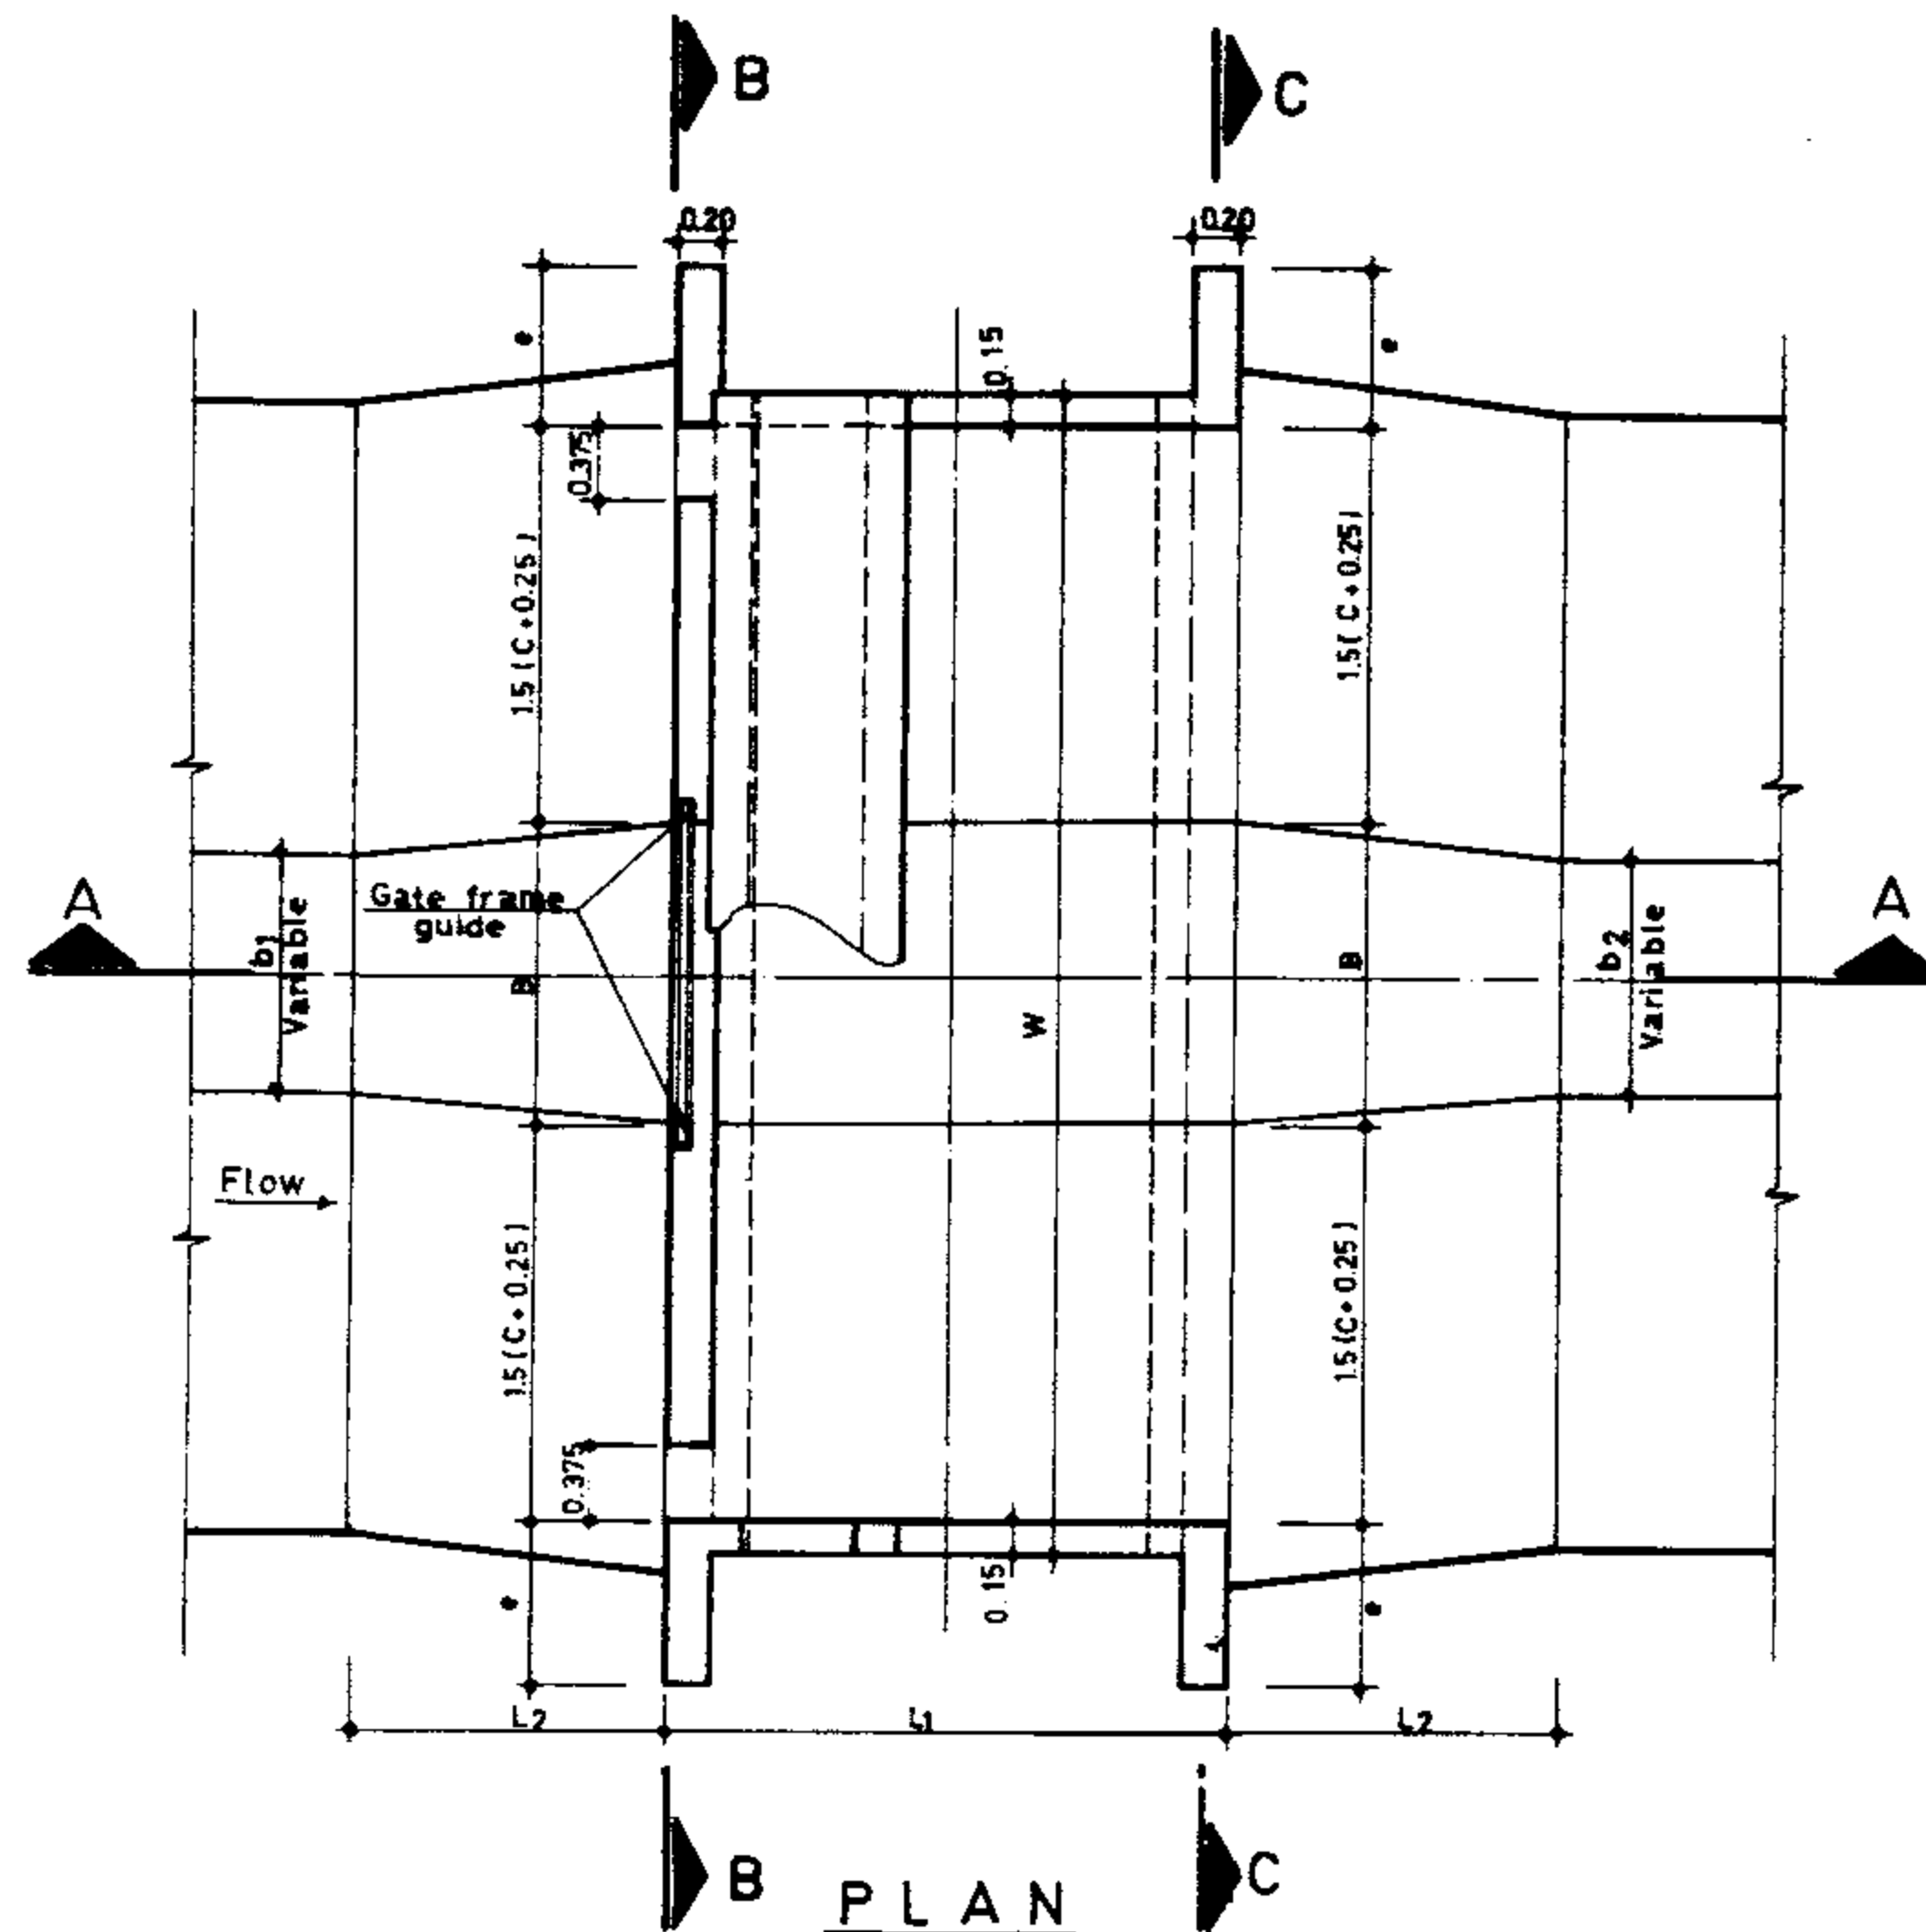 B
C
0.20
0.20
e
0.15
e
0.375
1.5(C+0.25)
1.5(C+0.25)
A
Gate frame
guide
b1
Variable
B
W
B
b2
Variable
A
Flow
1.5(C+0.25)
1.5(C+0.25)
0.375
e
0.15
e
L2
L1
L2
B
C
PLAN